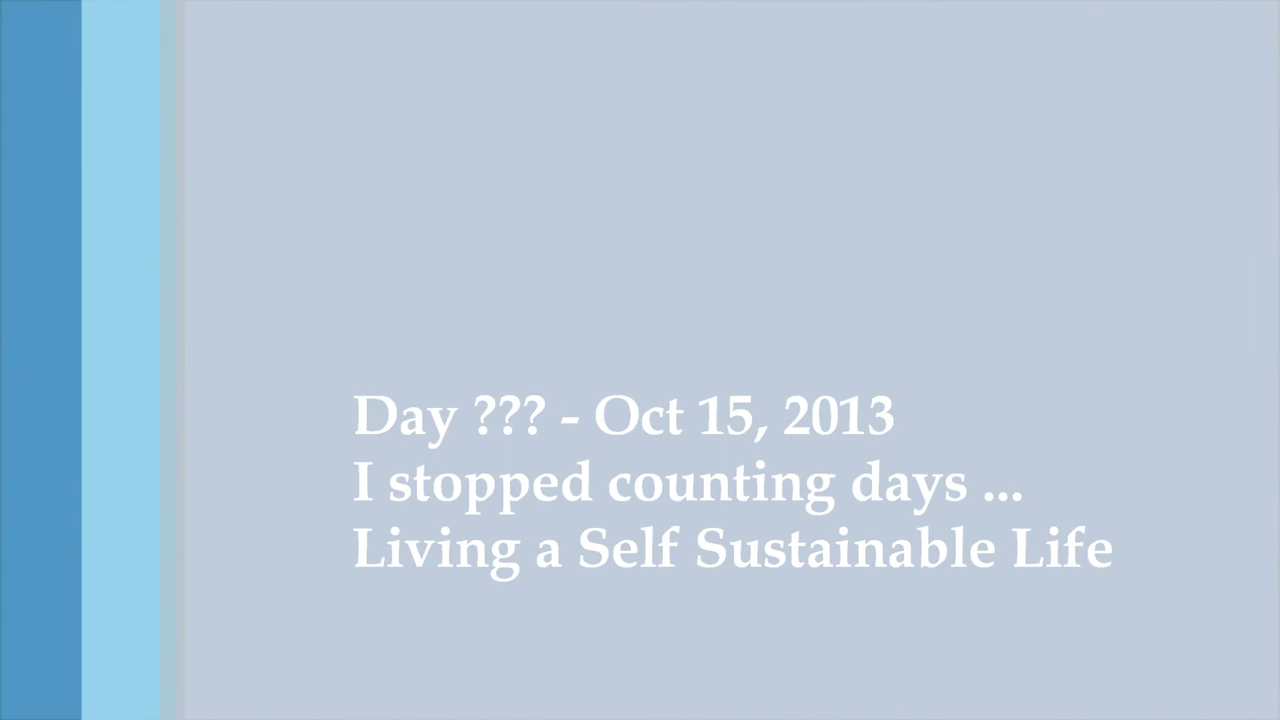 Day ??? - Oct 15, 2013
I stopped counting days ...
Living a Self Sustainable Life